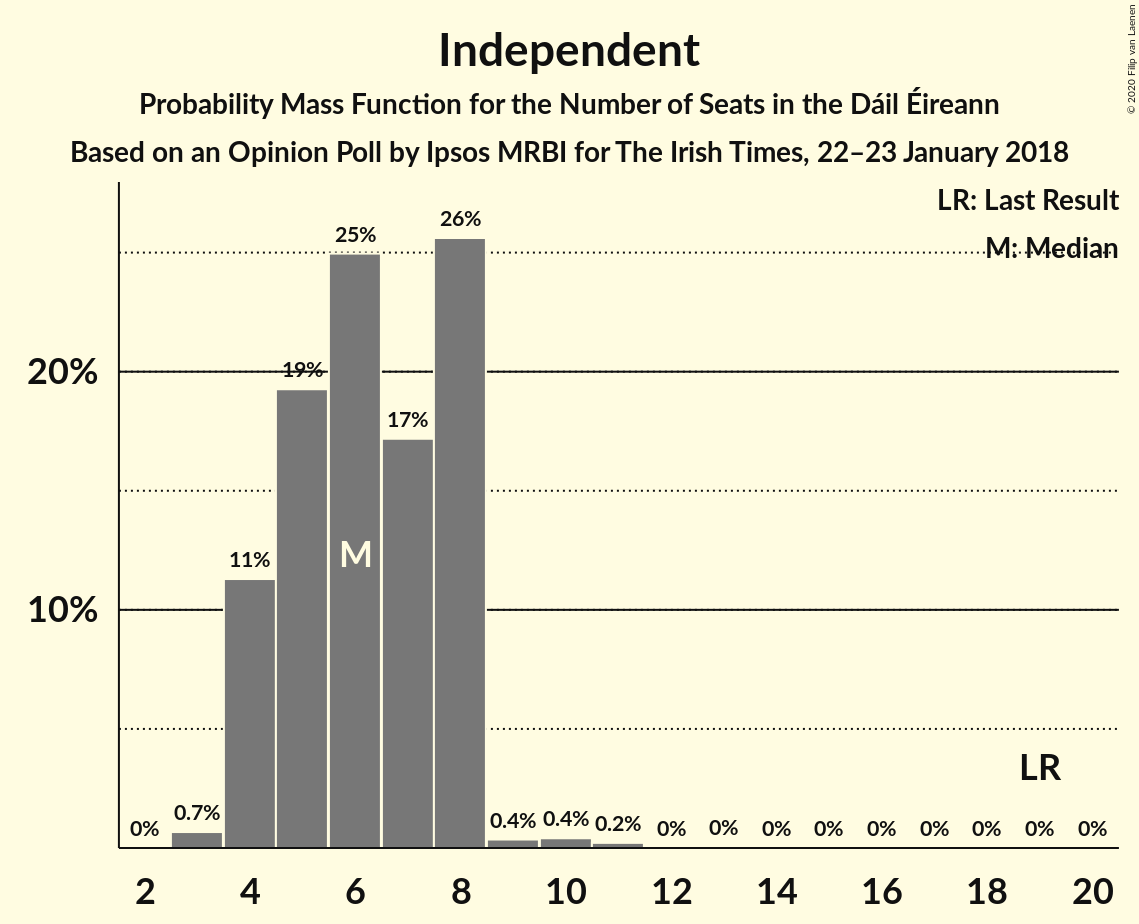 Independent
Probability Mass Function for the Number of Seats in the Dáil Éireann
Based on an Opinion Poll by Ipsos MRBI for The Irish Times, 22–23 January 2018
© 2020 Filip van Laenen
LR: Last Result
M: Median
20%
10%
0%
0.7%
11%
19%
25%
17%
26%
0.4%
0.4%
0.2%
0%
0%
0%
0%
0%
0%
0%
0%
0%
M
LR
2 4 6 8 10 12 14 16 18 20